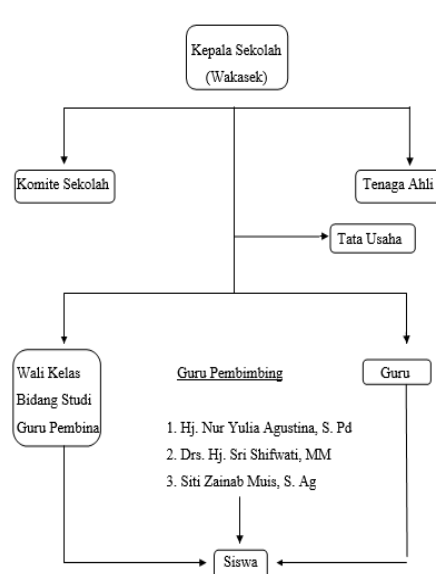 Kepala Sekolah
(Wakasek)
Komite Sekolah
Tenaga Ahli
Tata Usaha
Wali Kelas
Bidang Studi
Guru Pembina
Guru Pembimbing
1. Hj. Nur Yulia Agustina, S. Pd
2. Drs. Hj. Sri Shifwati, MM
3. Siti Zainab Muis, S. Ag
Guru
Siswa